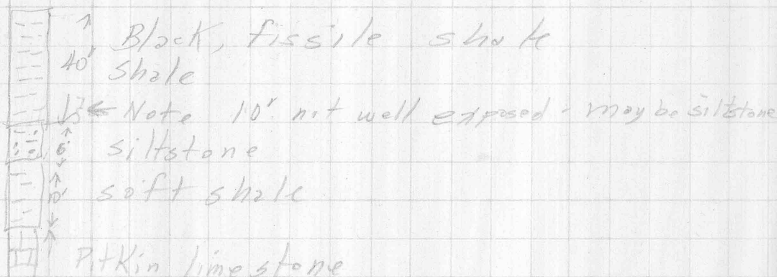 Black, fissile shale
40' shale
10' ← Note 10' not well exposed - may be siltstone
6' siltstone
10' soft shale
Pitkin limestone